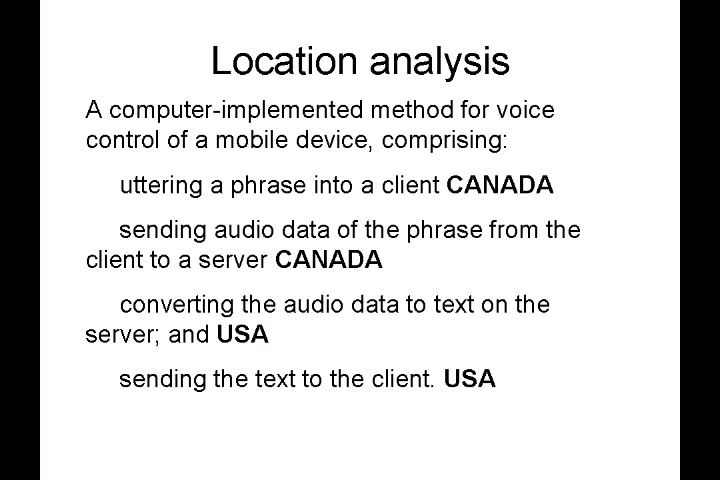 Location analysis
A computer-implemented method for voice
control of a mobile device, comprising:
uttering a phrase into a client CANADA
sending audio data of the phrase from the
client to a server CANADA
converting the audio data to text on the
server; and USA
sending the text to the client. USA